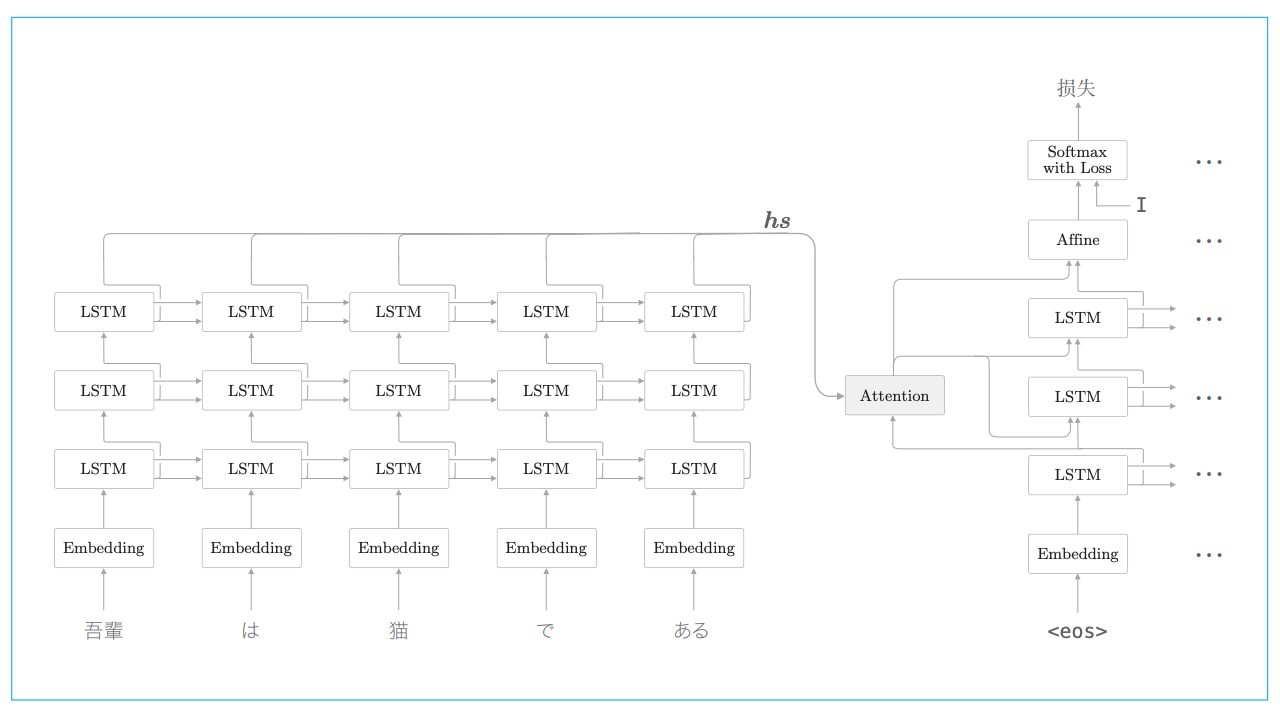 损失
Softmax
with Loss
...
I
hs
Affine
...
LSTM LSTM LSTM LSTM LSTM
LSTM
...
LSTM LSTM LSTM LSTM LSTM
Attention
LSTM
...
LSTM LSTM LSTM LSTM LSTM
LSTM
...
Embedding Embedding Embedding Embedding Embedding
Embedding
...
吾輩 は 猫 で ある
<eos>